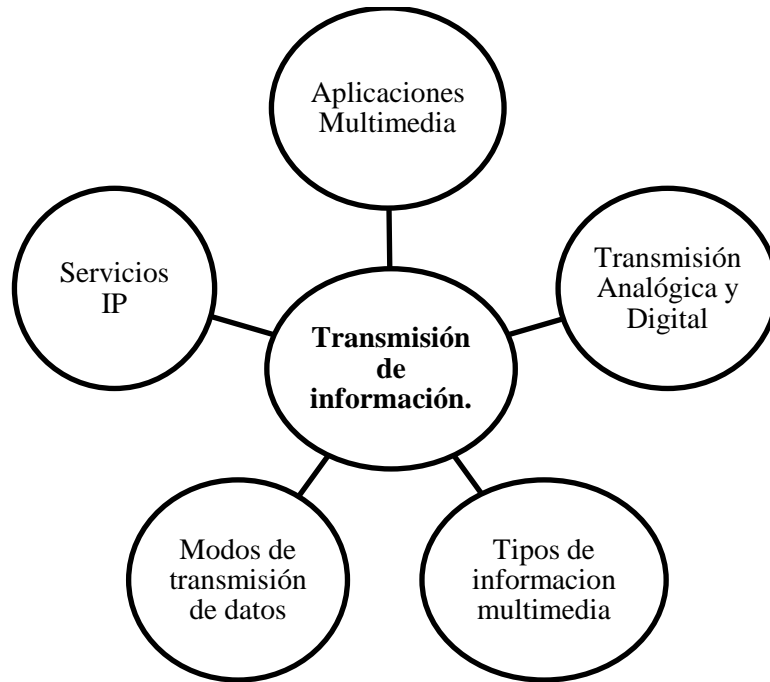 Aplicaciones
Multimedia
Servicios
IP
Transmisión
Analógica y
Digital
Transmisión
de
información.
Modos de
transmisión
de datos
Tipos de
informacion
multimedia